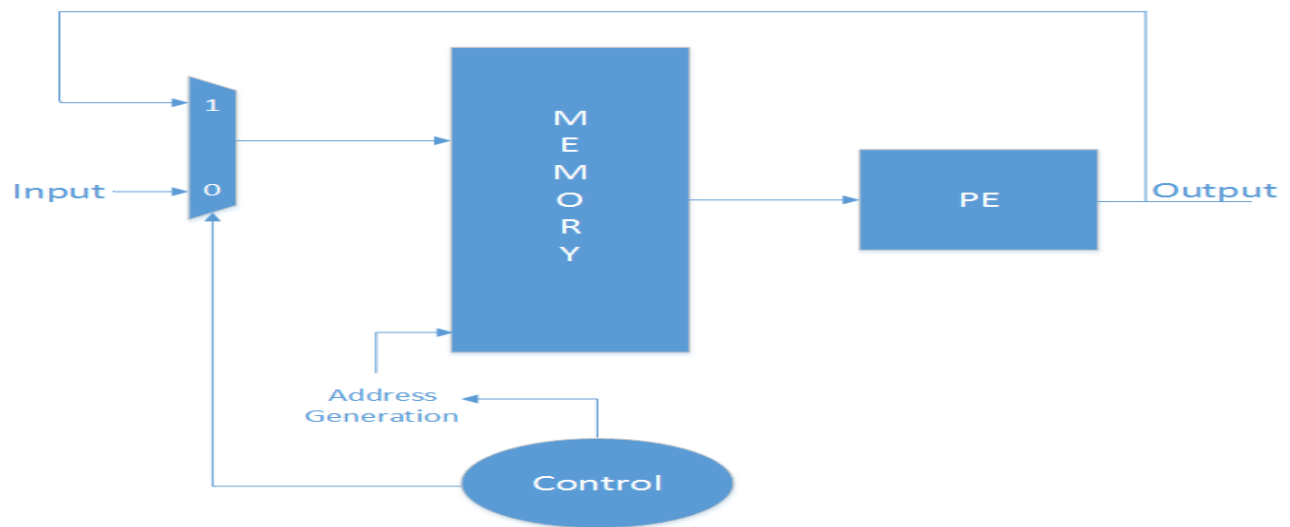 1
0
Input
M
E
M
O
R
Y
PE
Output
Address
Generation
Control